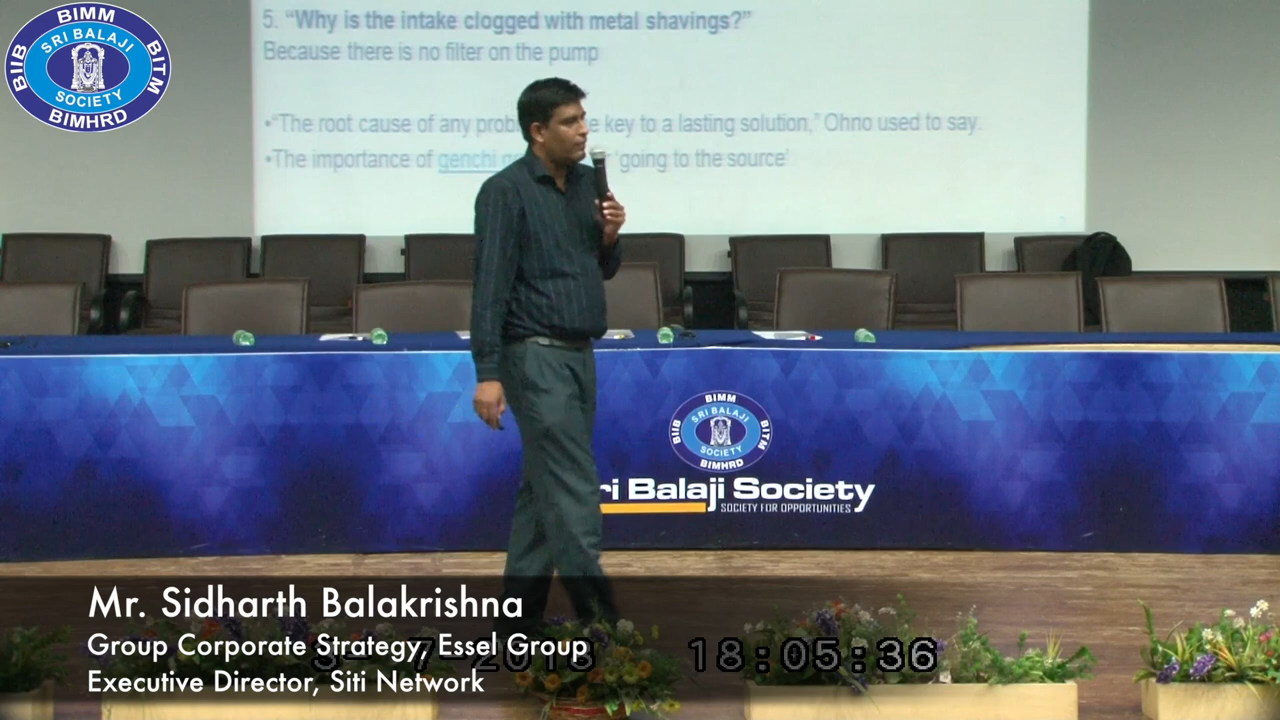 BIMM
SRI BALAJI
BIIB
BITM
SOCIETY
BIMHRD
5. “Why is the intake clogged with metal shavings?”
Because there is no filter on the pump
•“The root cause of any key to a lasting solution,” Ohno used to say.
•The importance of genchi ‘going to the source’
BIMM
SRI BALAJI
BIIB
BITM
SOCIETY
BIMHRD
ri Balaji Society
SOCIETY FOR OPPORTUNITIES
Mr. Sidharth Balakrishna
Group Corporate Strategy, Essel Group
Executive Director, Siti Network
18:05:36